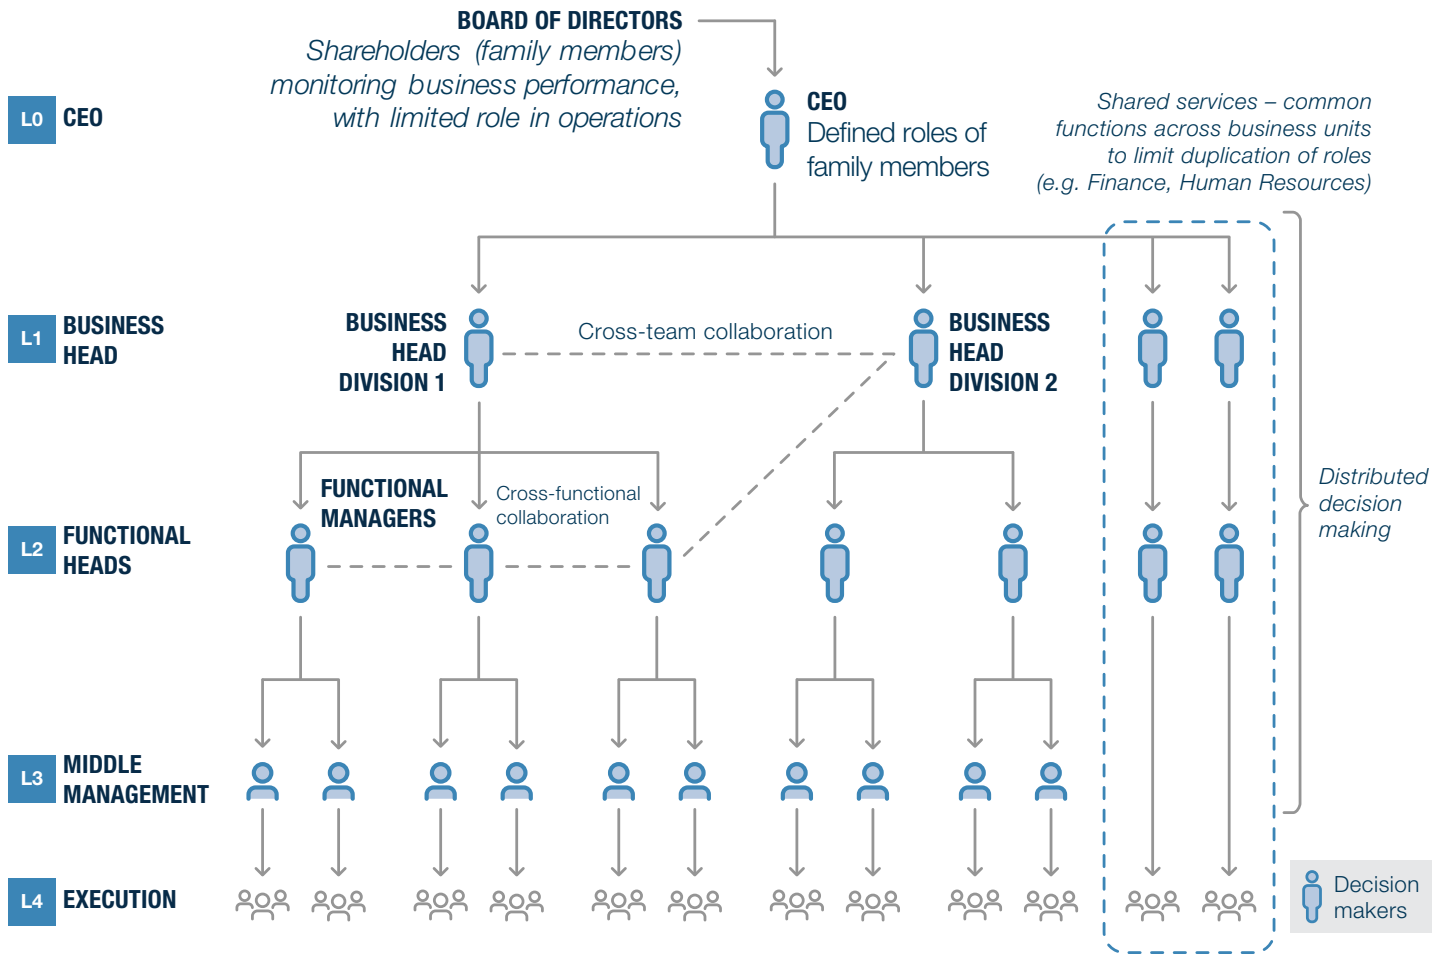 BOARD OF DIRECTORS
Shareholders (family members)
monitoring business performance,
with limited role in operations
L0 CEO
CEO
Defined roles of
family members
Shared services – common
functions across business units
to limit duplication of roles
(e.g. Finance, Human Resources)
L1 BUSINESS
HEAD
BUSINESS
HEAD
DIVISION 1
Cross-team collaboration
BUSINESS
HEAD
DIVISION 2
L2 FUNCTIONAL
HEADS
FUNCTIONAL
MANAGERS
Cross-functional
collaboration
Distributed
decision
making
L3 MIDDLE
MANAGEMENT
L4 EXECUTION
Decision
makers